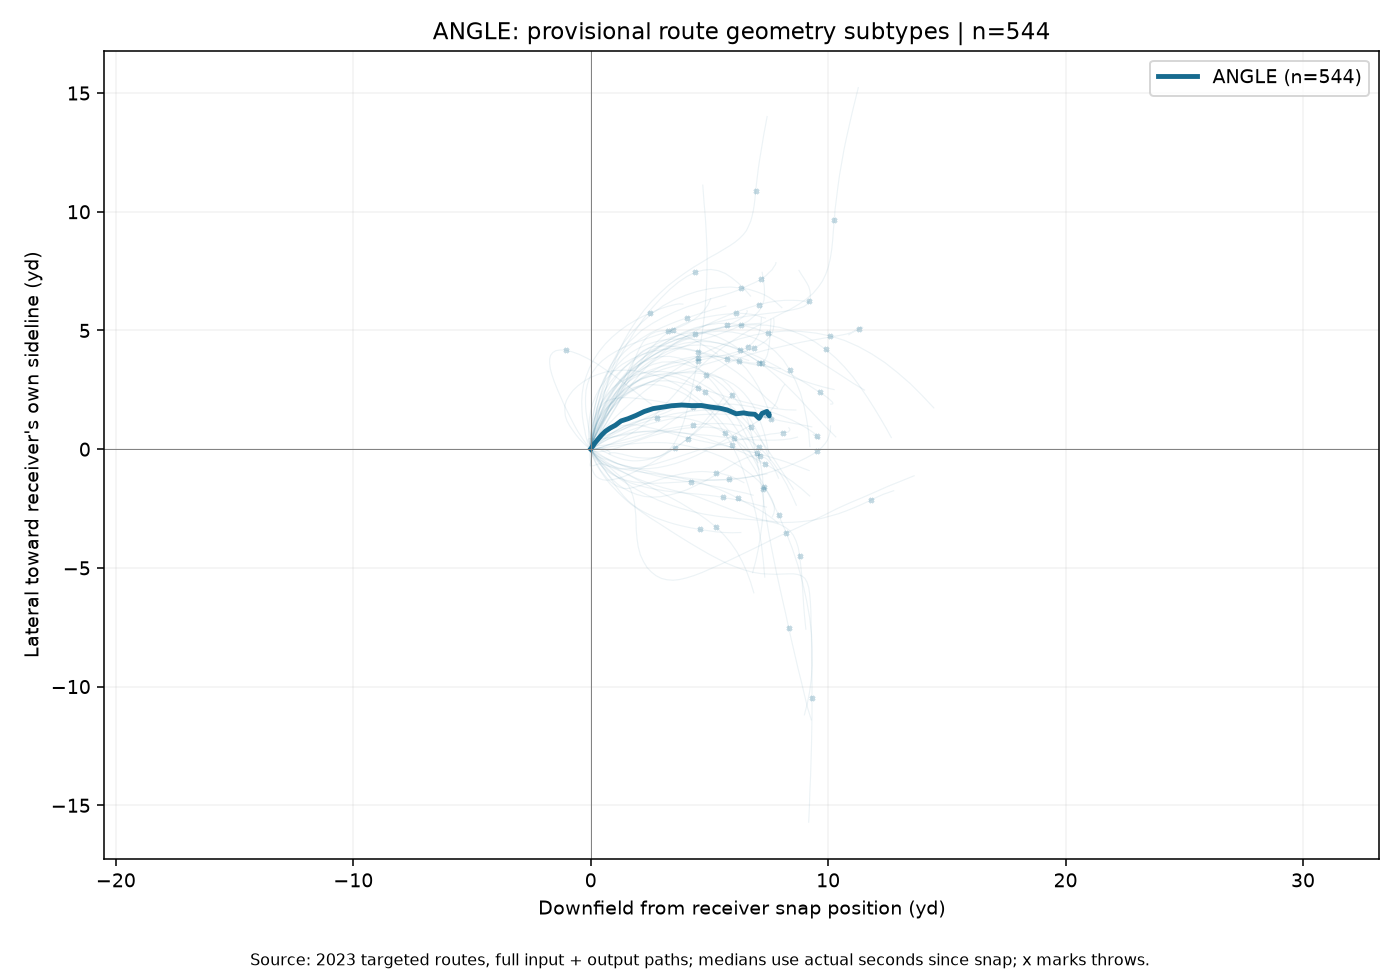 ANGLE: provisional route geometry subtypes | n=544
ANGLE (n=544)
Lateral toward receiver's own sideline (yd)
15
10
5
0
−5
−10
−15
−20
−10
0
10
20
30
Downfield from receiver snap position (yd)
Source: 2023 targeted routes, full input + output paths; medians use actual seconds since snap; x marks throws.